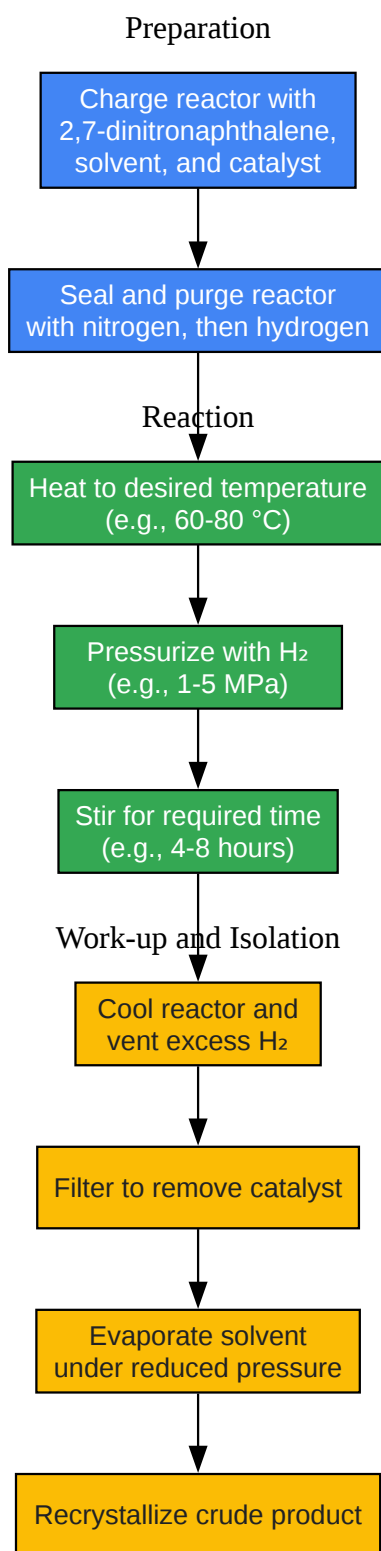 Preparation
Charge reactor with
2,7-dinitronaphthalene,
solvent, and catalyst
Seal and purge reactor
with nitrogen, then hydrogen
Reaction
Heat to desired temperature
(e.g., 60-80 °C)
Pressurize with H₂
(e.g., 1-5 MPa)
Stir for required time
(e.g., 4-8 hours)
Work-up and Isolation
Cool reactor and
vent excess H₂
Filter to remove catalyst
Evaporate solvent
under reduced pressure
Recrystallize crude product